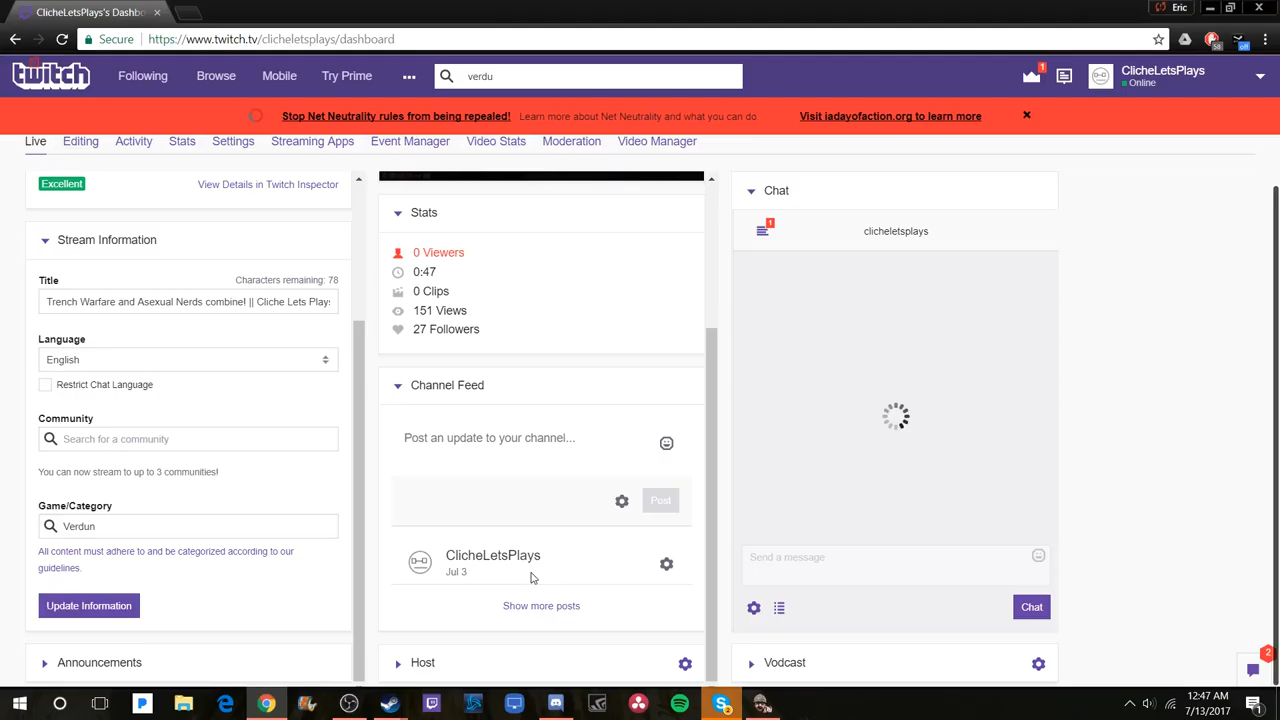 ClicheLetsPlays's Dashbo
Eric
Secure
https://www.twitch.tv/clicheletsplays/dashboard
58
off
twitch
Following
Browse
Mobile
Try Prime
verdu
1
ClicheLetsPlays
Online
Stop Net Neutrality rules from being repealed!
Learn more about Net Neutrality and what you can do
Visit iadayofaction.org to learn more
Live
Editing
Activity
Stats
Settings
Streaming Apps
Event Manager
Video Stats
Moderation
Video Manager
Excellent
View Details in Twitch Inspector
Stream Information
Title
Characters remaining: 78
Trench Warfare and Asexual Nerds combine! || Cliche Lets Plays
Language
English
Restrict Chat Language
Community
Search for a community
You can now stream to up to 3 communities!
Game/Category
Verdun
All content must adhere to and be categorized according to our
guidelines.
Update Information
Announcements
Stats
0 Viewers
0:47
0 Clips
151 Views
27 Followers
Channel Feed
Post an update to your channel...
Post
ClicheLetsPlays
Jul 3
Show more posts
Host
Chat
1
clicheletsplays
Send a message
Chat
Vodcast
2
12:47 AM
7/13/2017